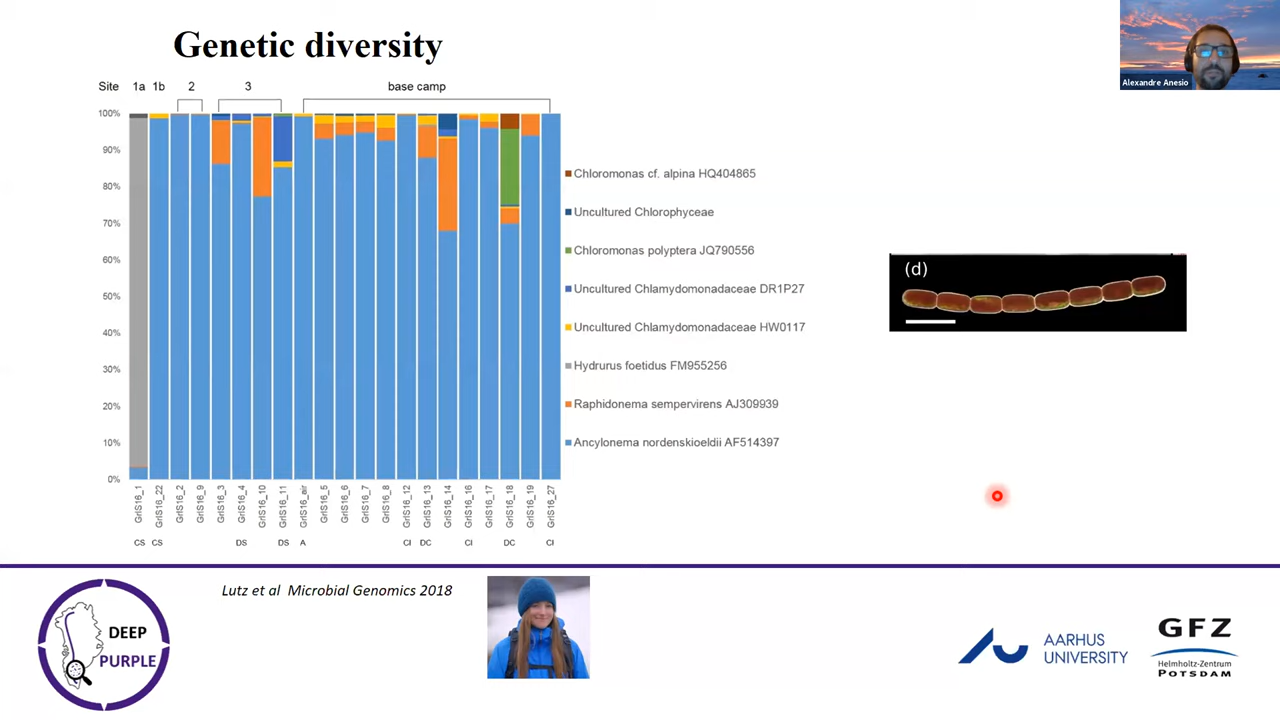 Genetic diversity
Alexandre Anesio
Site 1a 1b 2 3 base camp
100%
90%
80%
70%
60%
50%
40%
30%
20%
10%
0%
Chloromonas cf. alpina HQ404865
Uncultured Chlorophyceae
Chloromonas polyptera JQ790556
Uncultured Chlamydomonadaceae DR1P27
Uncultured Chlamydomonadaceae HW0117
Hydrurus foetidus FM955256
Raphidonema sempervirens AJ309939
Ancylonema nordenskioeldii AF514397
(d)
GrIS16_1
GrIS16_22
GrIS16_2
GrIS16_9
GrIS16_3
GrIS16_4
GrIS16_10
GrIS16_11
GrIS16_air
GrIS16_5
GrIS16_6
GrIS16_7
GrIS16_8
GrIS16_12
GrIS16_13
GrIS16_14
GrIS16_16
GrIS16_17
GrIS16_18
GrIS16_19
GrIS16_27
CS CS DS DS A CI DC CI DC CI
Lutz et al Microbial Genomics 2018
DEEP
PURPLE
AARHUS
UNIVERSITY
GFZ
Helmholtz-Zentrum
POTSDAM